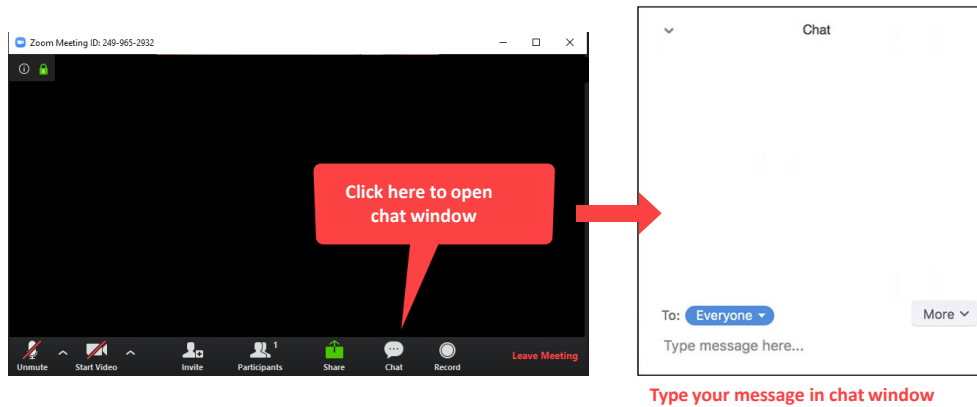 Zoom Meeting ID: 249-965-2932
Click here to open
chat window
Unmute
Start Video
Invite
Participants
1
Share
Chat
Record
Leave Meeting
Chat
To: Everyone
More
Type message here...
Type your message in chat window